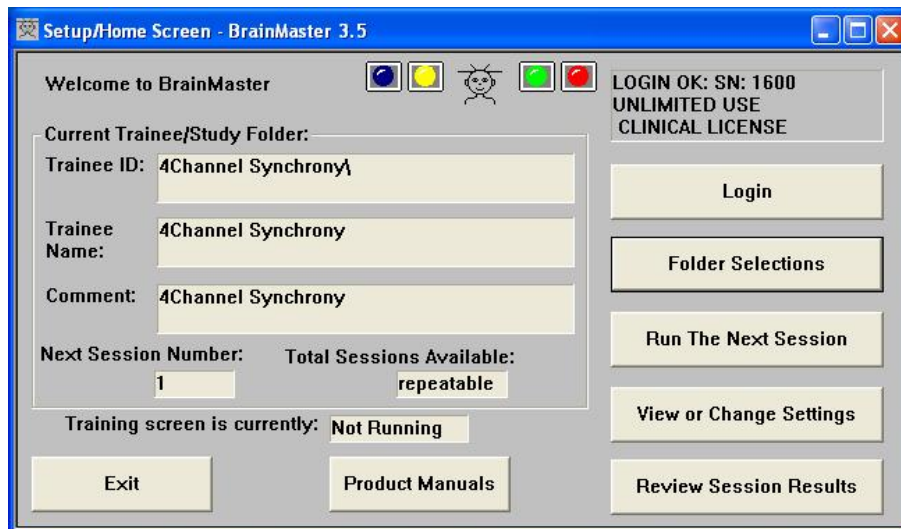 Setup/Home Screen - BrainMaster 3.5
Welcome to BrainMaster
LOGIN OK: SN: 1600
UNLIMITED USE
CLINICAL LICENSE
Current Trainee/Study Folder:
Trainee ID: 4Channel Synchrony\
Trainee Name: 4Channel Synchrony
Comment: 4Channel Synchrony
Next Session Number: Total Sessions Available:
1 repeatable
Training screen is currently: Not Running
Exit
Product Manuals
Login
Folder Selections
Run The Next Session
View or Change Settings
Review Session Results